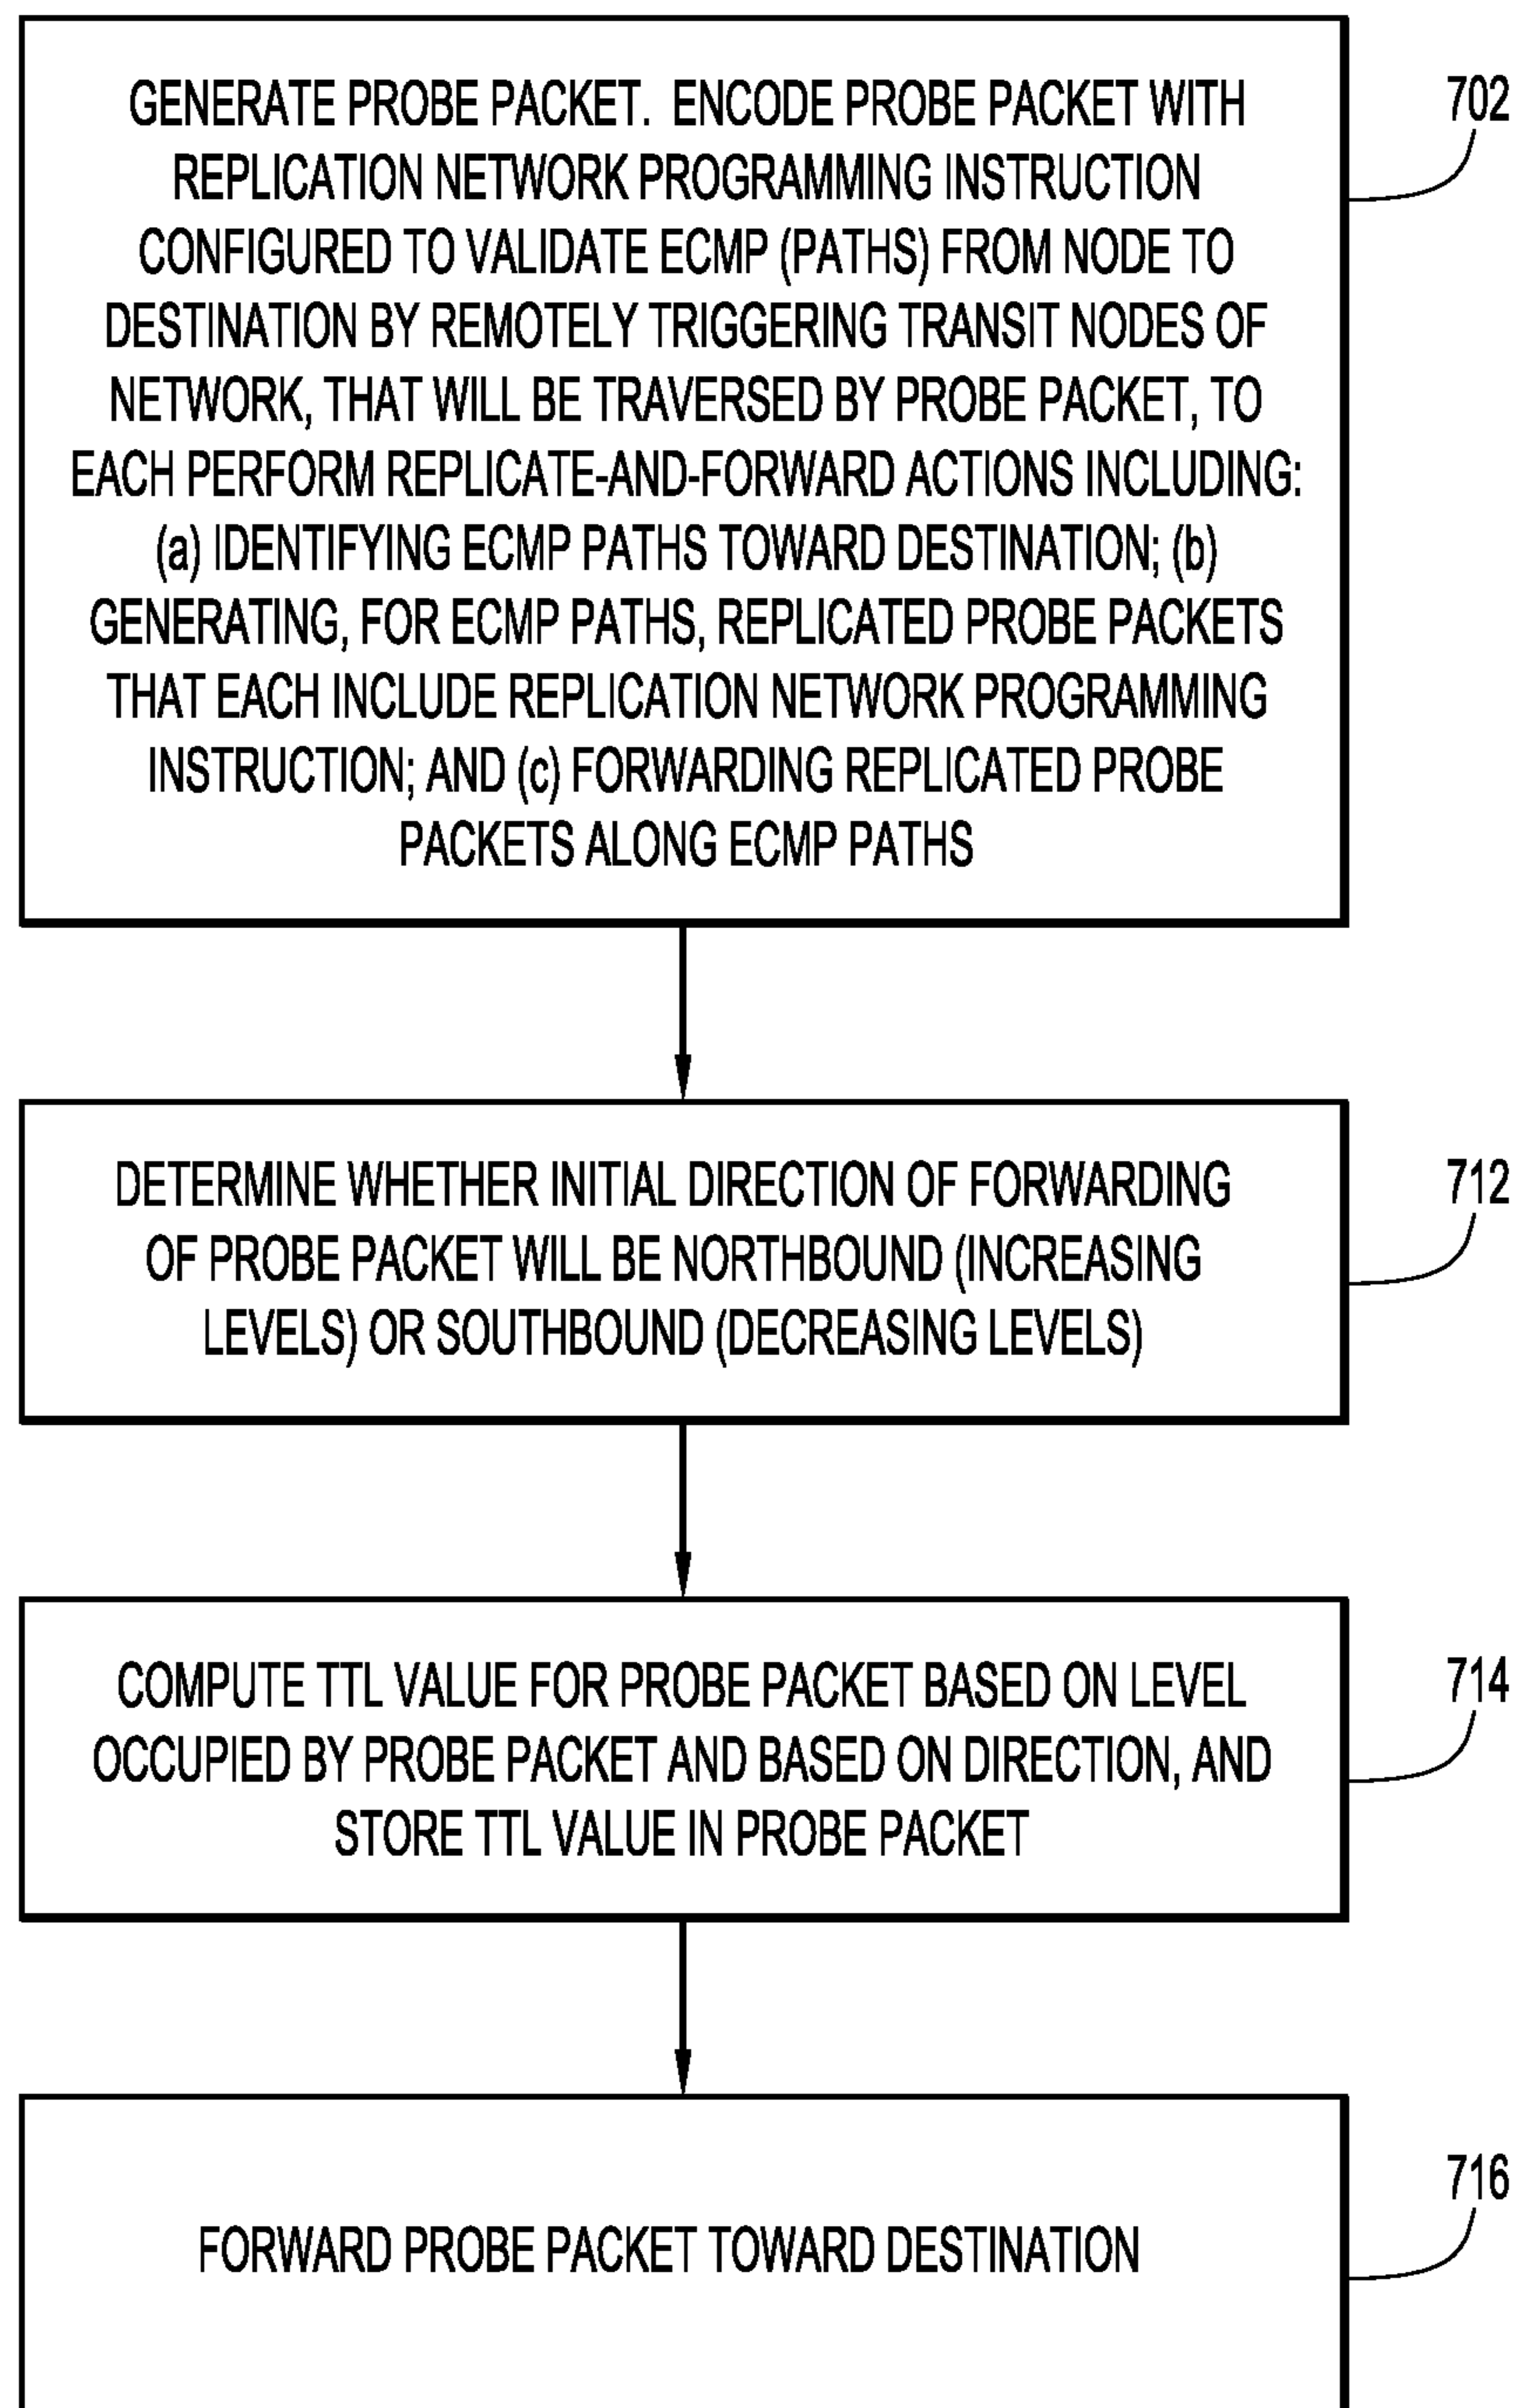 GENERATE PROBE PACKET. ENCODE PROBE PACKET WITH
REPLICATION NETWORK PROGRAMMING INSTRUCTION
CONFIGURED TO VALIDATE ECMP (PATHS) FROM NODE TO
DESTINATION BY REMOTELY TRIGGERING TRANSIT NODES OF
NETWORK, THAT WILL BE TRAVERSED BY PROBE PACKET, TO
EACH PERFORM REPLICATE-AND-FORWARD ACTIONS INCLUDING:
(a) IDENTIFYING ECMP PATHS TOWARD DESTINATION; (b)
GENERATING, FOR ECMP PATHS, REPLICATED PROBE PACKETS
THAT EACH INCLUDE REPLICATION NETWORK PROGRAMMING
INSTRUCTION; AND (c) FORWARDING REPLICATED PROBE
PACKETS ALONG ECMP PATHS
702
DETERMINE WHETHER INITIAL DIRECTION OF FORWARDING
OF PROBE PACKET WILL BE NORTHBOUND (INCREASING
LEVELS) OR SOUTHBOUND (DECREASING LEVELS)
712
COMPUTE TTL VALUE FOR PROBE PACKET BASED ON LEVEL
OCCUPIED BY PROBE PACKET AND BASED ON DIRECTION, AND
STORE TTL VALUE IN PROBE PACKET
714
FORWARD PROBE PACKET TOWARD DESTINATION
716